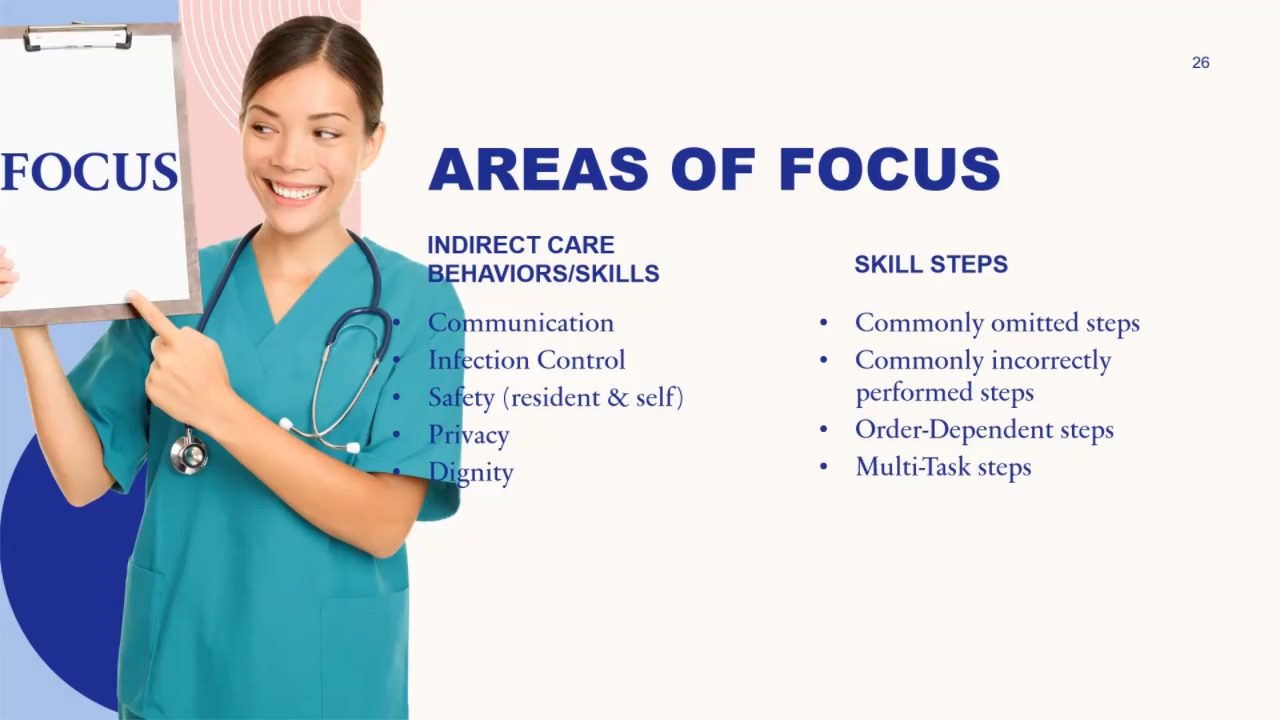 26
FOCUS
AREAS OF FOCUS
INDIRECT CARE
BEHAVIORS/SKILLS
• Communication
• Infection Control
• Safety (resident & self)
• Privacy
• Dignity
SKILL STEPS
• Commonly omitted steps
• Commonly incorrectly
performed steps
• Order-Dependent steps
• Multi-Task steps